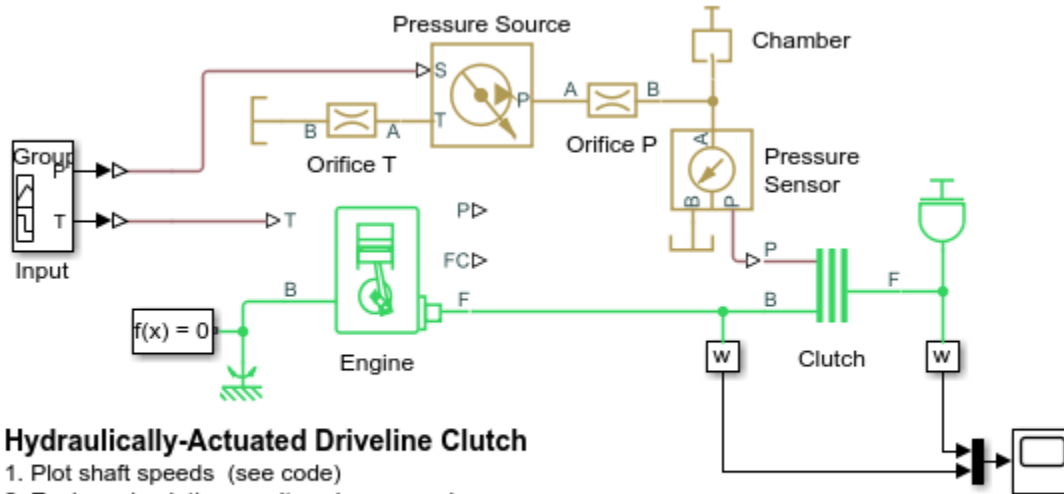 Pressure Source
Chamber
S
P
T
A
B
B
A
Orifice T
Orifice P
A
Pressure
Sensor
B
P
Group
P
T
Input
T
P
FC
B
F
Engine
P
B
F
Clutch
f(x) = 0
w
w
Hydraulically-Actuated Driveline Clutch
1. Plot shaft speeds (see code)